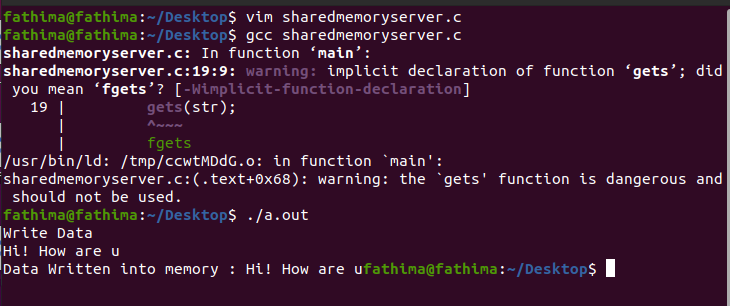 fathima@fathima:~/Desktop$ vim sharedmemoryserver.c
fathima@fathima:~/Desktop$ gcc sharedmemoryserver.c
sharedmemoryserver.c: In function ‘main’:
sharedmemoryserver.c:19:9: warning: implicit declaration of function ‘gets’; did
you mean ‘fgets’? [-Wimplicit-function-declaration]
   19 |         gets(str);
      |         ^~~~
      |         fgets
/usr/bin/ld: /tmp/ccwtMDdG.o: in function `main':
sharedmemoryserver.c:(.text+0x68): warning: the `gets' function is dangerous and
 should not be used.
fathima@fathima:~/Desktop$ ./a.out
Write Data
Hi! How are u
Data Written into memory : Hi! How are ufathima@fathima:~/Desktop$